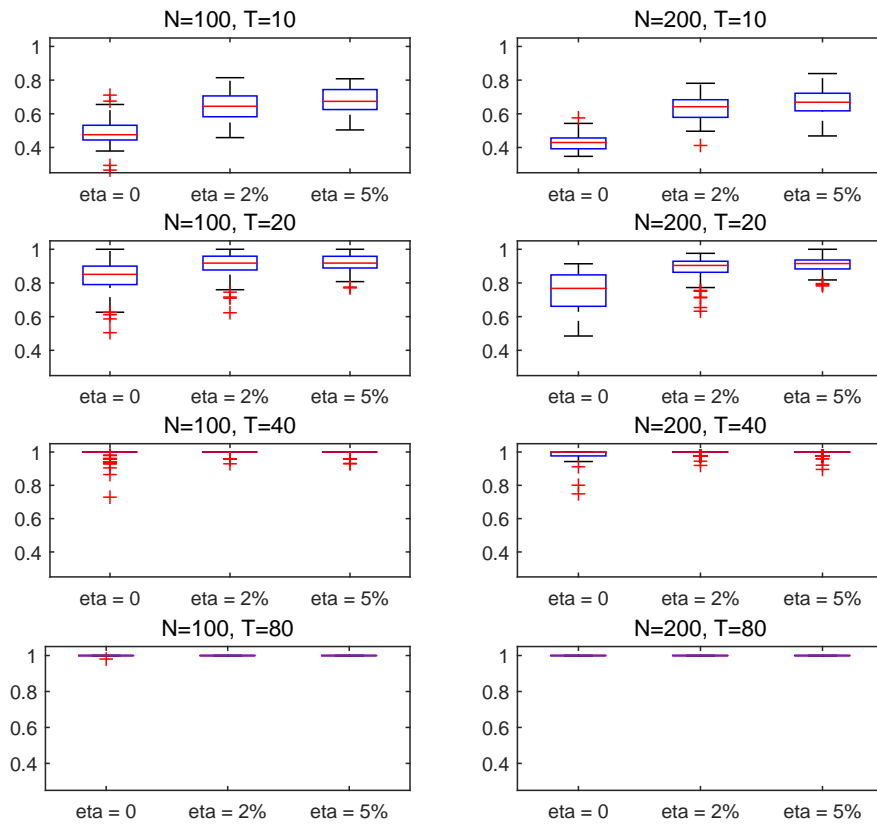 N=100, T=10
1
0.8
0.6
0.4
eta = 0 eta = 2% eta = 5%
N=200, T=10
1
0.8
0.6
0.4
eta = 0 eta = 2% eta = 5%
N=100, T=20
1
0.8
0.6
0.4
eta = 0 eta = 2% eta = 5%
N=200, T=20
1
0.8
0.6
0.4
eta = 0 eta = 2% eta = 5%
N=100, T=40
1
0.8
0.6
0.4
eta = 0 eta = 2% eta = 5%
N=200, T=40
1
0.8
0.6
0.4
eta = 0 eta = 2% eta = 5%
N=100, T=80
1
0.8
0.6
0.4
eta = 0 eta = 2% eta = 5%
N=200, T=80
1
0.8
0.6
0.4
eta = 0 eta = 2% eta = 5%